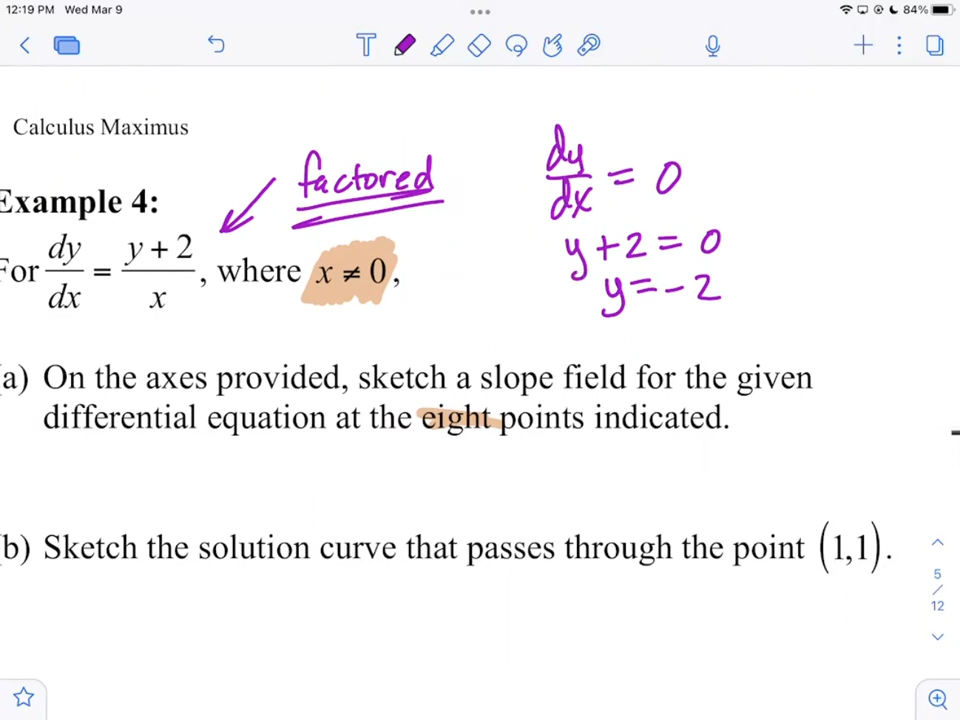 12:19 PM Wed Mar 9
84%
T
Calculus Maximus
factored
dy/dx = 0
Example 4:
y + 2 = 0
For dy/dx = (y + 2)/x, where x ≠ 0,
y = -2
(a) On the axes provided, sketch a slope field for the given
differential equation at the eight points indicated.
(b) Sketch the solution curve that passes through the point (1,1).
5
/
12